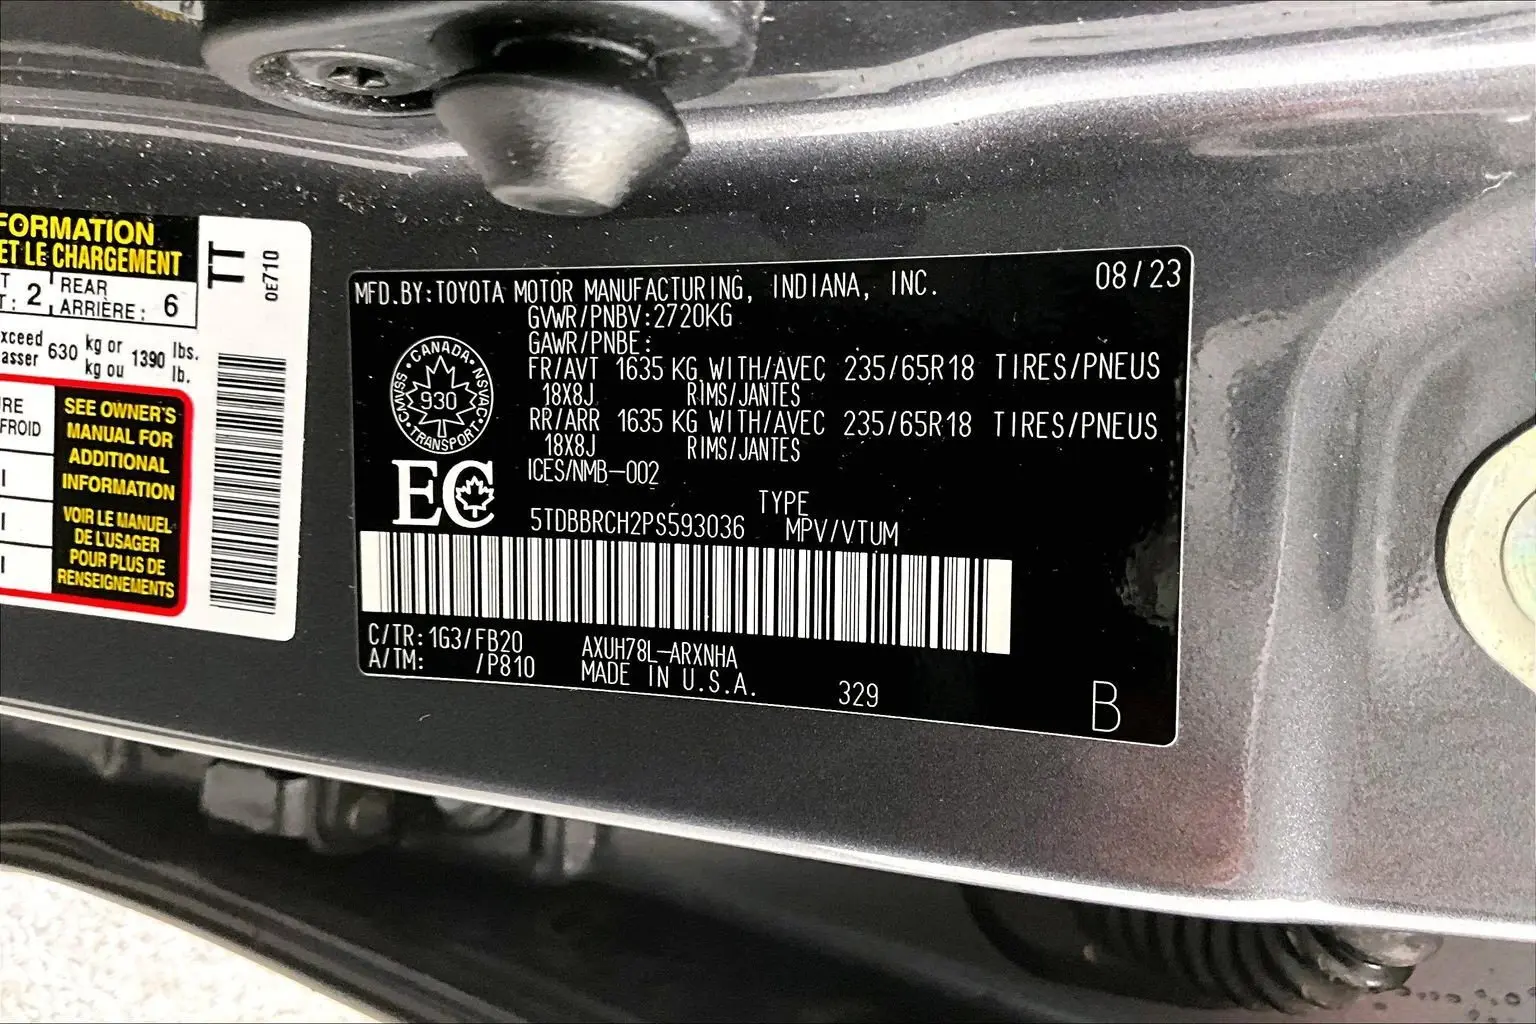 FORMATION
ET LE CHARGEMENT
TT
0E710
T : 2
REAR
ARRIÈRE : 6
xceed
asser 630 kg or
kg ou 1390 lbs.
lb.
RE
FROID
SEE OWNER'S
MANUAL FOR
ADDITIONAL
INFORMATION
VOIR LE MANUEL
DE L'USAGER
POUR PLUS DE
RENSEIGNEMENTS
MFD.BY:TOYOTA MOTOR MANUFACTURING, INDIANA, INC. 08/23
GVWR/PNBV:2720KG
GAWR/PNBE:
FR/AVT 1635 KG WITH/AVEC 235/65R18 TIRES/PNEUS
18X8J RIMS/JANTES
RR/ARR 1635 KG WITH/AVEC 235/65R18 TIRES/PNEUS
18X8J RIMS/JANTES
ICES/NMB-002
CANADA
NSVAC
TRANSPORT
CMVSS
930
EC
TYPE
5TDBBRCH2PS593036 MPV/VTUM
C/TR: 1G3/FB20 AXUH78L-ARXNHA
A/TM: /P810 MADE IN U.S.A. 329
B